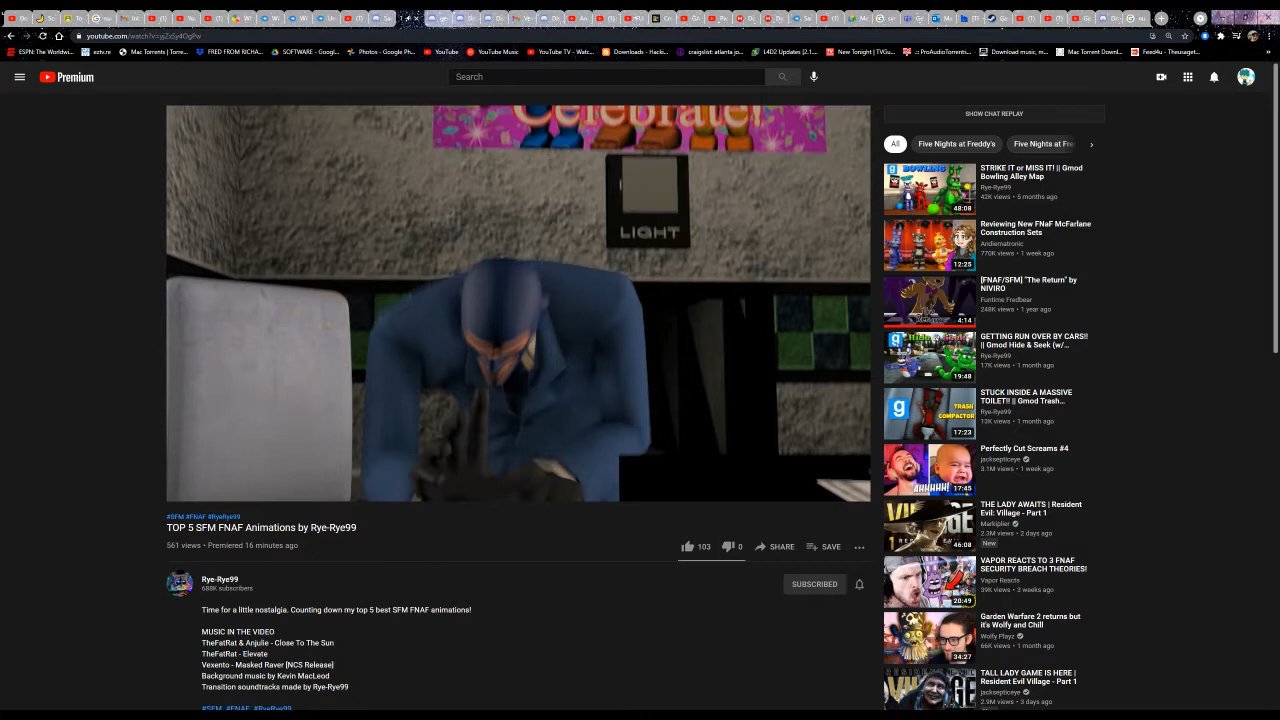 youtube.com/watch?v=yjZiSy4OgPw
ESPN: The Worldwi...
eztv.re
Mac Torrents | Torre...
FRED FROM RICHA...
SOFTWARE - Googl...
Photos - Google Ph...
YouTube
YouTube Music
YouTube TV - Watc...
Downloads - Hacki...
craigslist: atlanta jo...
L4D2 Updates [2.1...
New Tonight | TVGu...
.:: ProAudioTorrenti...
Download music, m...
Mac Torrent Downl...
Feed4u - Theusaget...
Premium
Search
Celebrate!
LIGHT
SHOW CHAT REPLAY
All
Five Nights at Freddy's
Five Nights at Fre
BOWLING
48:08
STRIKE IT or MISS IT! || Gmod
Bowling Alley Map
Rye-Rye99
42K views • 5 months ago
12:25
Reviewing New FNaF McFarlane
Construction Sets
Andiematronic
770K views • 1 week ago
4:14
[FNAF/SFM] "The Return" by
NIVIRO
Funtime Fredbear
248K views • 1 year ago
19:48
GETTING RUN OVER BY CARS!!
|| Gmod Hide & Seek (w/...
Rye-Rye99
17K views • 1 month ago
TRASH
COMPACTOR
17:23
STUCK INSIDE A MASSIVE
TOILET!! || Gmod Trash...
Rye-Rye99
13K views • 1 month ago
AHHHH!
17:45
Perfectly Cut Screams #4
jacksepticeye
3.1M views • 1 week ago
46:08
THE LADY AWAITS | Resident
Evil: Village - Part 1
Markiplier
2.3M views • 2 days ago
New
20:49
VAPOR REACTS TO 3 FNAF
SECURITY BREACH THEORIES!
Vapor Reacts
39K views • 3 weeks ago
34:27
Garden Warfare 2 returns but
it's Wolfy and Chill
Wolfy Playz
66K views • 1 month ago
TALL LADY GAME IS HERE |
Resident Evil Village - Part 1
jacksepticeye
2.9M views • 3 days ago
#SFM #FNAF #RyeRye99
TOP 5 SFM FNAF Animations by Rye-Rye99
561 views • Premiered 16 minutes ago
103
0
SHARE
SAVE
Rye-Rye99
688K subscribers
SUBSCRIBED
Time for a little nostalgia. Counting down my top 5 best SFM FNAF animations!
MUSIC IN THE VIDEO
TheFatRat & Anjulie - Close To The Sun
TheFatRat - Elevate
Vexento - Masked Raver [NCS Release]
Background music by Kevin MacLeod
Transition soundtracks made by Rye-Rye99
#SFM #FNAF #RyeRye99